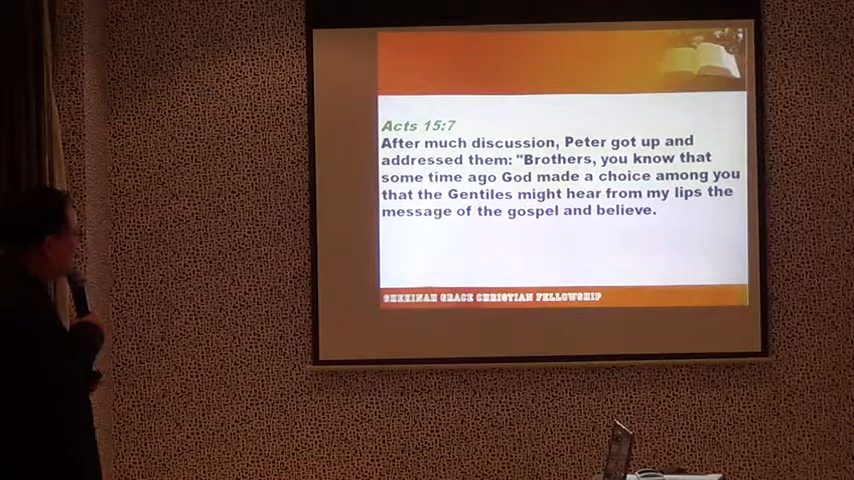 Acts 15:7
After much discussion, Peter got up and
addressed them: "Brothers, you know that
some time ago God made a choice among you
that the Gentiles might hear from my lips the
message of the gospel and believe.
SHEKINAH GRACE CHRISTIAN FELLOWSHIP